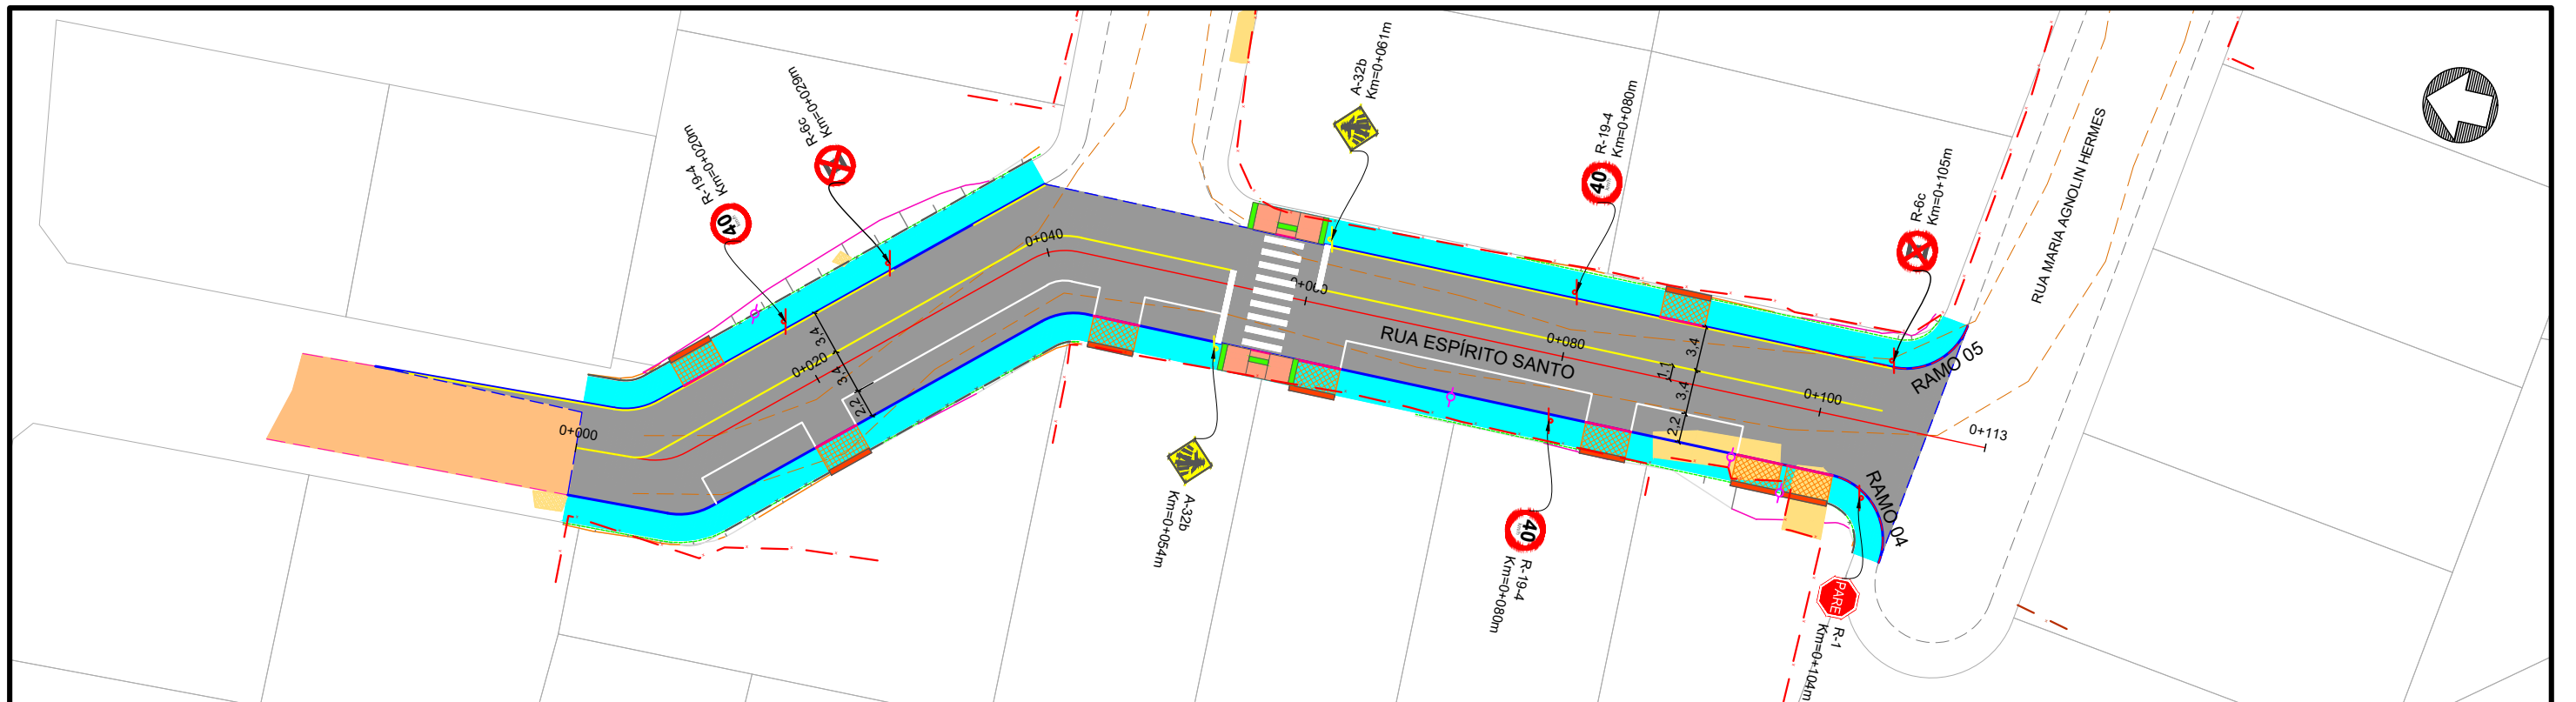 R-19-4
Km=0+020m
40
R-6c
Km=0+029m
A-32b
Km=0+061m
R-19-4
Km=0+080m
40
R-6c
Km=0+105m
RUA MARIA AGNOLIN HERMES
0+000
0+020
0+040
0+080
0+100
0+113
3,4
3,4
2,2
RUA ESPÍRITO SANTO
3,4
1,1
3,4
2,2
RAMO 05
RAMO 04
A-32b
Km=0+054m
40
R-19-4
Km=0+080m
PARE
R-1
Km=0+104m